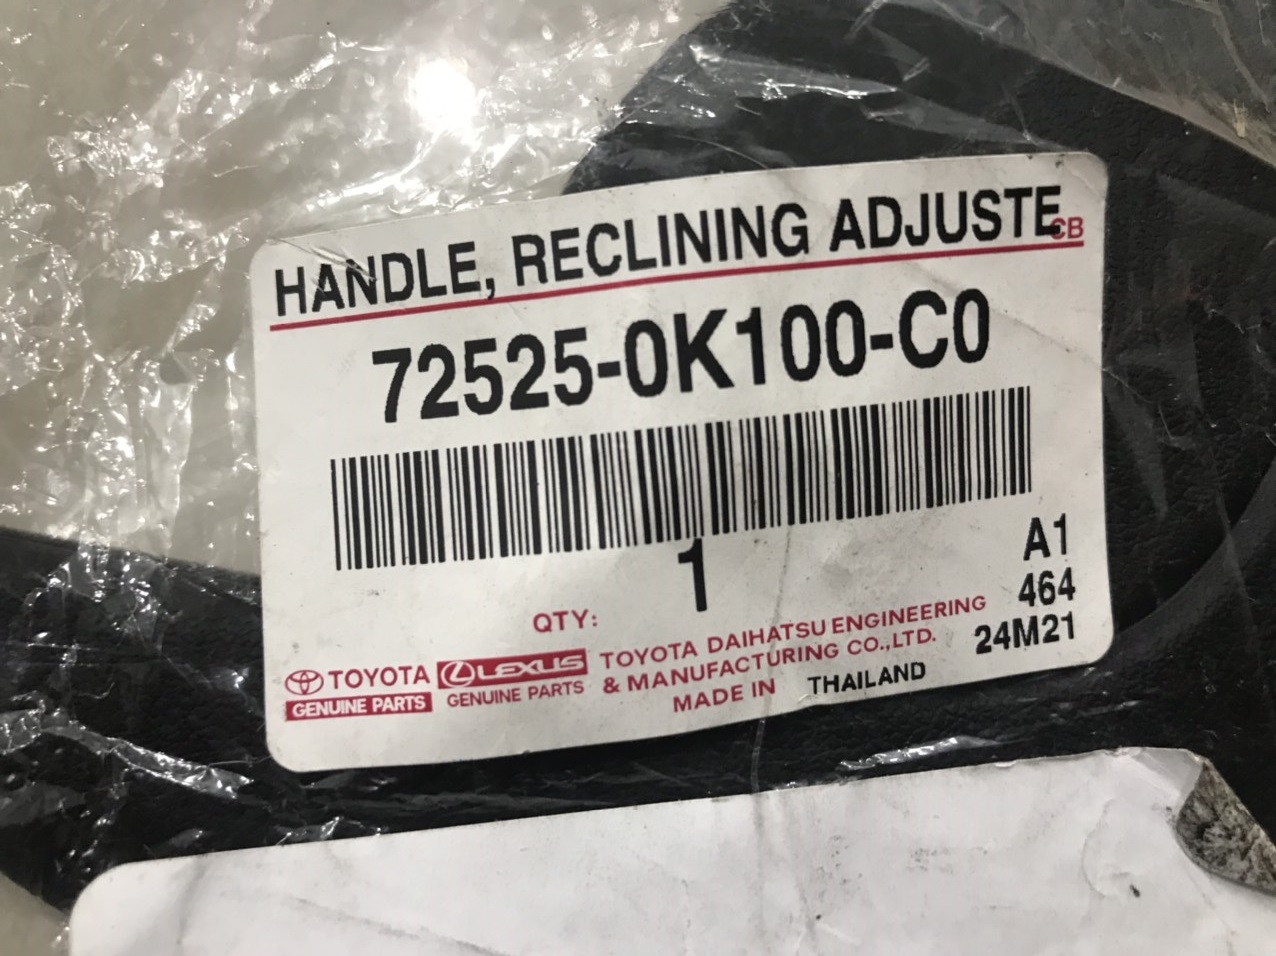 HANDLE, RECLINING ADJUSTE
CB
72525-0K100-C0
A1
QTY: 1
464
24M21
TOYOTA
GENUINE PARTS
LEXUS
GENUINE PARTS
TOYOTA DAIHATSU ENGINEERING
& MANUFACTURING CO.,LTD.
MADE IN THAILAND